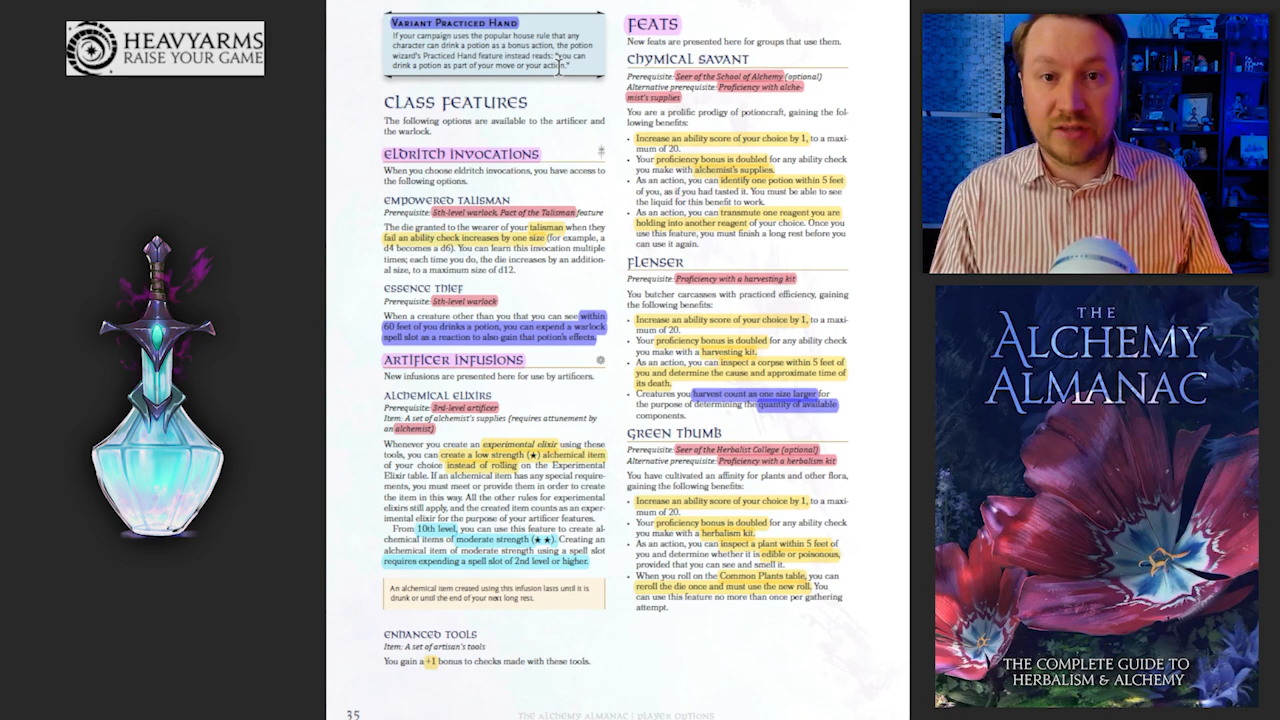 HEAVYARMS
RAISE YOUR GAME
Variant Practiced Hand
If your campaign uses the popular house rule that any
character can drink a potion as a bonus action, the potion
wizard's Practiced Hand feature instead reads: "you can
drink a potion as part of your move or your action."
Class Features
The following options are available to the artificer and
the warlock.
Eldritch Invocations
When you choose eldritch invocations, you have access to
the following options.
Empowered Talisman
Prerequisite: 5th-level warlock, Pact of the Talisman feature
The die granted to the wearer of your talisman when they
fail an ability check increases by one size (for example, a
d4 becomes a d6). You can learn this invocation multiple
times; each time you do, the die increases by an addition-
al size, to a maximum size of d12.
Essence Thief
Prerequisite: 5th-level warlock
When a creature other than you that you can see within
60 feet of you drinks a potion, you can expend a warlock
spell slot as a reaction to also gain that potion's effects.
Artificer Infusions
New infusions are presented here for use by artificers.
Alchemical Elixirs
Prerequisite: 3rd-level artificer
Item: A set of alchemist's supplies (requires attunement by
an alchemist)
Whenever you create an experimental elixir using these
tools, you can create a low strength (★) alchemical item
of your choice instead of rolling on the Experimental
Elixir table. If an alchemical item has any special require-
ments, you must meet or provide them in order to create
the item in this way. All the other rules for experimental
elixirs still apply, and the created item counts as an exper-
imental elixir for the purpose of your artificer features.
From 10th level, you can use this feature to create al-
chemical items of moderate strength (★★). Creating an
alchemical item of moderate strength using a spell slot
requires expending a spell slot of 2nd level or higher.
An alchemical item created using this infusion lasts until it is
drunk or until the end of your next long rest.
Enhanced Tools
Item: A set of artisan's tools
You gain a +1 bonus to checks made with these tools.
Feats
New feats are presented here for groups that use them.
Chymical Savant
Prerequisite: Seer of the School of Alchemy (optional)
Alternative prerequisite: Proficiency with alche-
mist's supplies
You are a prolific prodigy of potioncraft, gaining the fol-
lowing benefits:
• Increase an ability score of your choice by 1, to a maxi-
mum of 20.
• Your proficiency bonus is doubled for any ability check
you make with alchemist's supplies.
• As an action, you can identify one potion within 5 feet
of you, as if you had tasted it. You must be able to see
the liquid for this benefit to work.
• As an action, you can transmute one reagent you are
holding into another reagent of your choice. Once you
use this feature, you must finish a long rest before you
can use it again.
Flenser
Prerequisite: Proficiency with a harvesting kit
You butcher carcasses with practiced efficiency, gaining
the following benefits:
• Increase an ability score of your choice by 1, to a maxi-
mum of 20.
• Your proficiency bonus is doubled for any ability check
you make with a harvesting kit.
• As an action, you can inspect a corpse within 5 feet of
you and determine the cause and approximate time of
its death.
• Creatures you harvest count as one size larger for
the purpose of determining the quantity of available
components.
Green Thumb
Prerequisite: Seer of the Herbalist College (optional)
Alternative prerequisite: Proficiency with a herbalism kit
You have cultivated an affinity for plants and other flora,
gaining the following benefits:
• Increase an ability score of your choice by 1, to a maxi-
mum of 20.
• Your proficiency bonus is doubled for any ability check
you make with a herbalism kit.
• As an action, you can inspect a plant within 5 feet of
you and determine whether it is edible or poisonous,
provided that you can see and smell it.
• When you roll on the Common Plants table, you can
reroll the die once and must use the new roll. You
can use this feature no more than once per gathering
attempt.
35
THE ALCHEMY ALMANAC | PLAYER OPTIONS
THE
ALCHEMY
ALMANAC
THE COMPLETE GUIDE TO
HERBALISM & ALCHEMY